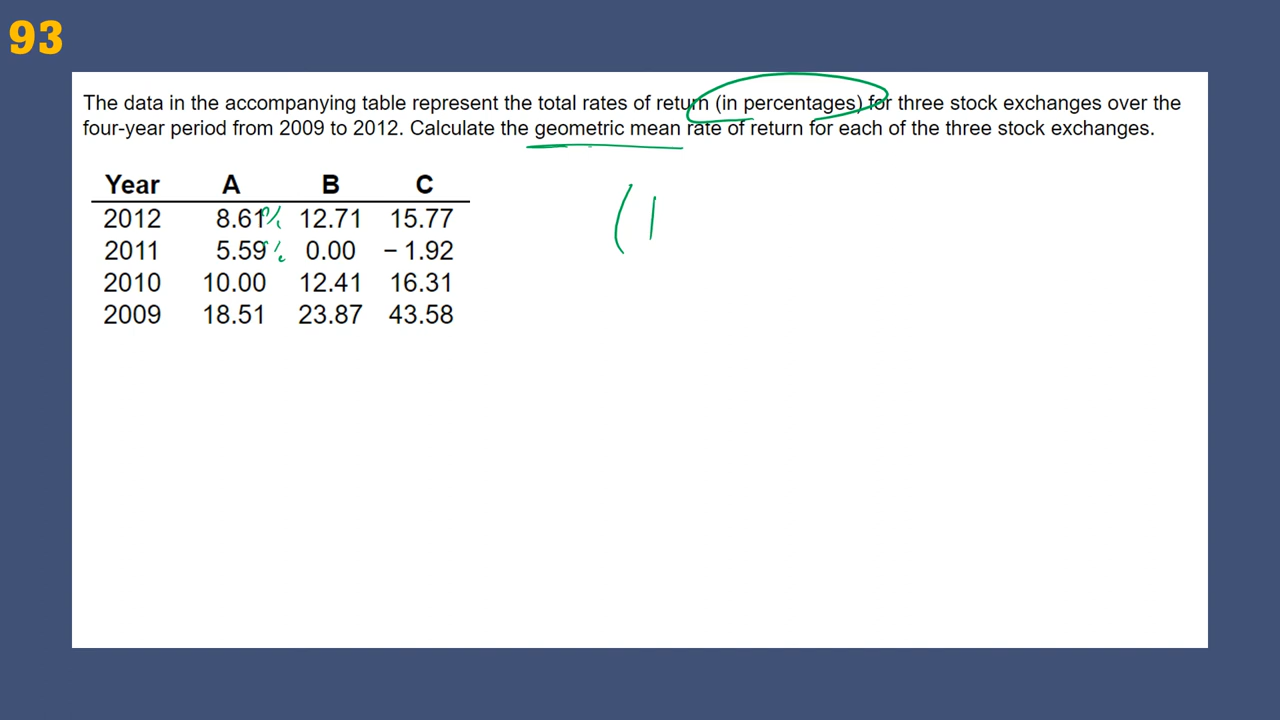 93
The data in the accompanying table represent the total rates of return (in percentages) for three stock exchanges over the
four-year period from 2009 to 2012. Calculate the geometric mean rate of return for each of the three stock exchanges.
Year A B C
2012 8.61% 12.71 15.77
2011 5.59% 0.00 − 1.92
2010 10.00 12.41 16.31
2009 18.51 23.87 43.58
(1